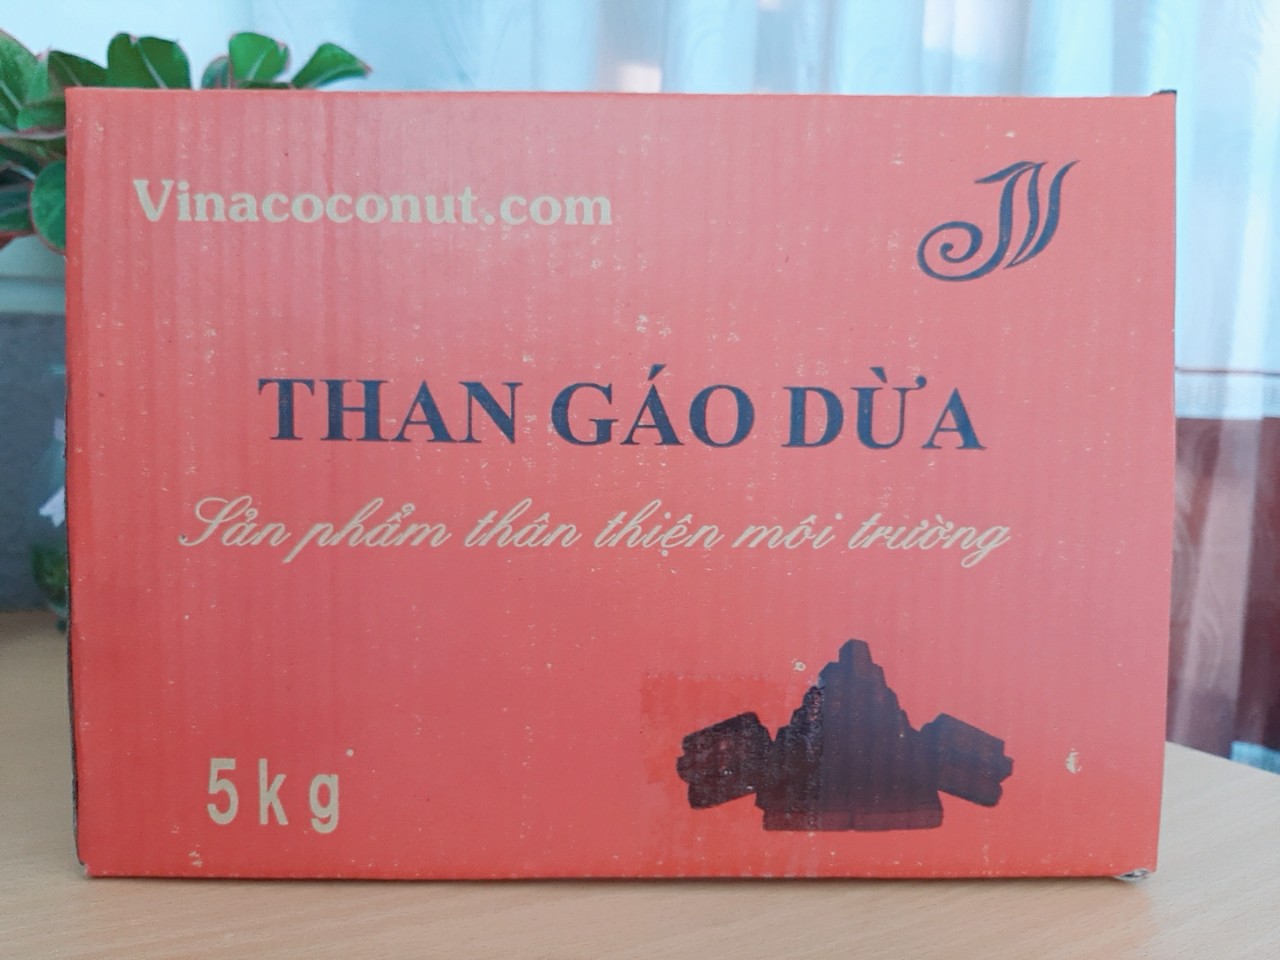 Vinacoconut.com
THAN GÁO DỪA
Sản phẩm thân thiện môi trường
5kg